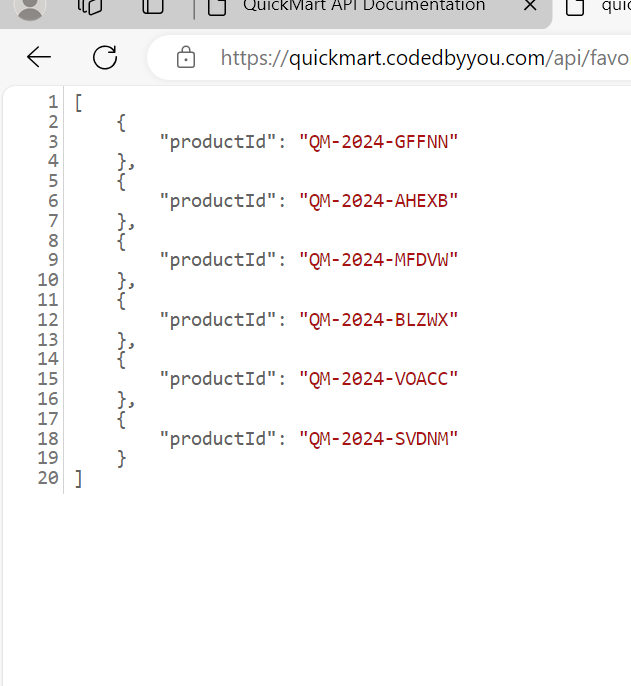 QuickMart API Documentation
https://quickmart.codedbyyou.com/api/favo
1 [
2 {
3 "productId": "QM-2024-GFFNN"
4 },
5 {
6 "productId": "QM-2024-AHEXB"
7 },
8 {
9 "productId": "QM-2024-MFDVW"
10 },
11 {
12 "productId": "QM-2024-BLZWX"
13 },
14 {
15 "productId": "QM-2024-VOACC"
16 },
17 {
18 "productId": "QM-2024-SVDNM"
19 }
20 ]